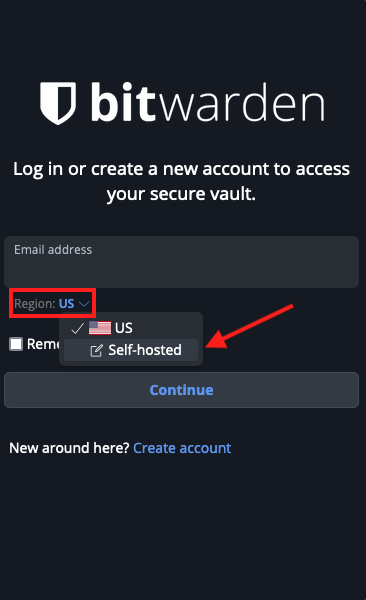 bitwarden
Log in or create a new account to access
your secure vault.
Email address
Region: US
US
Self-hosted
Reme
Continue
New around here? Create account